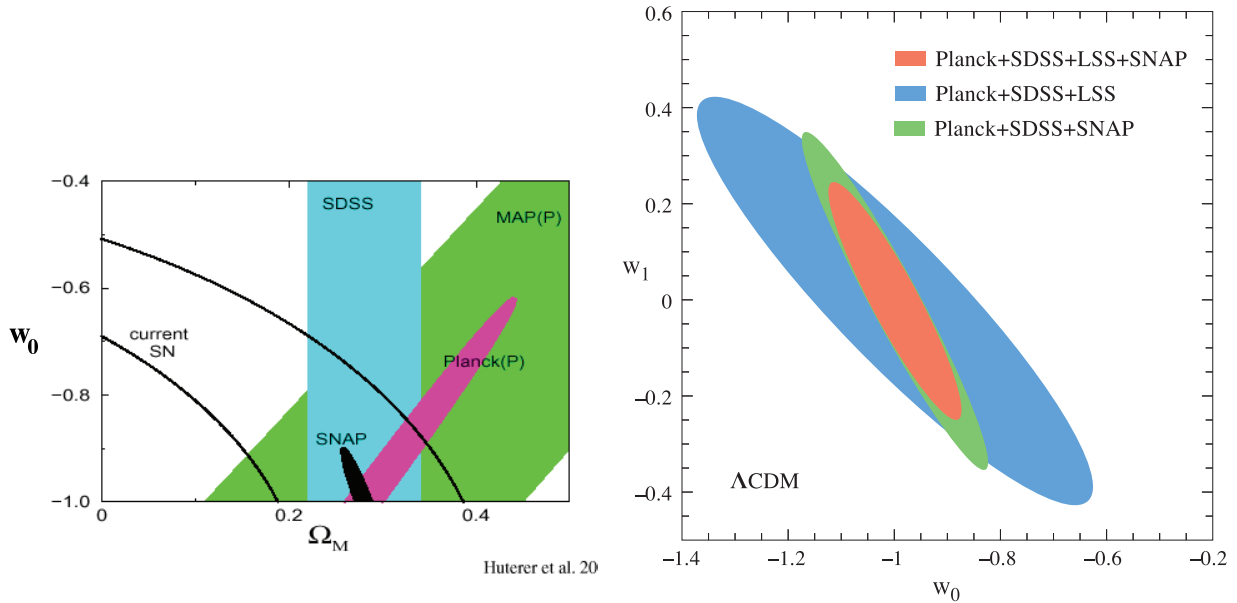 −0.4
−0.6
−0.8
−1.0
w0
0
0.2
0.4
ΩM
SDSS
MAP(P)
current
SN
Planck(P)
SNAP
Huterer et al. 20
0.6
0.4
0.2
0
−0.2
−0.4
w1
Planck+SDSS+LSS+SNAP
Planck+SDSS+LSS
Planck+SDSS+SNAP
ΛCDM
−1.4
−1.2
−1
−0.8
−0.6
−0.4
−0.2
w0